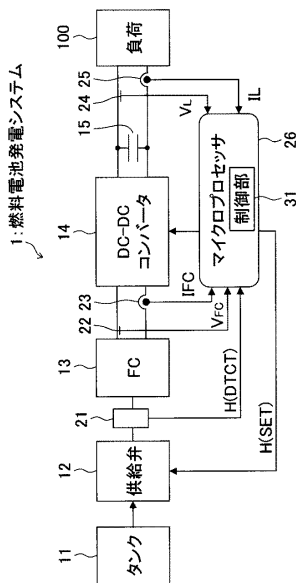 1:燃料電池発電システム
11
タンク
12
供給弁
21
13
FC
22
23
14
DC-DC
コンバータ
15
24
25
100
負荷
IFC
VFC
H(DTCT)
H(SET)
VL
IL
マイクロプロセッサ
制御部
26
31